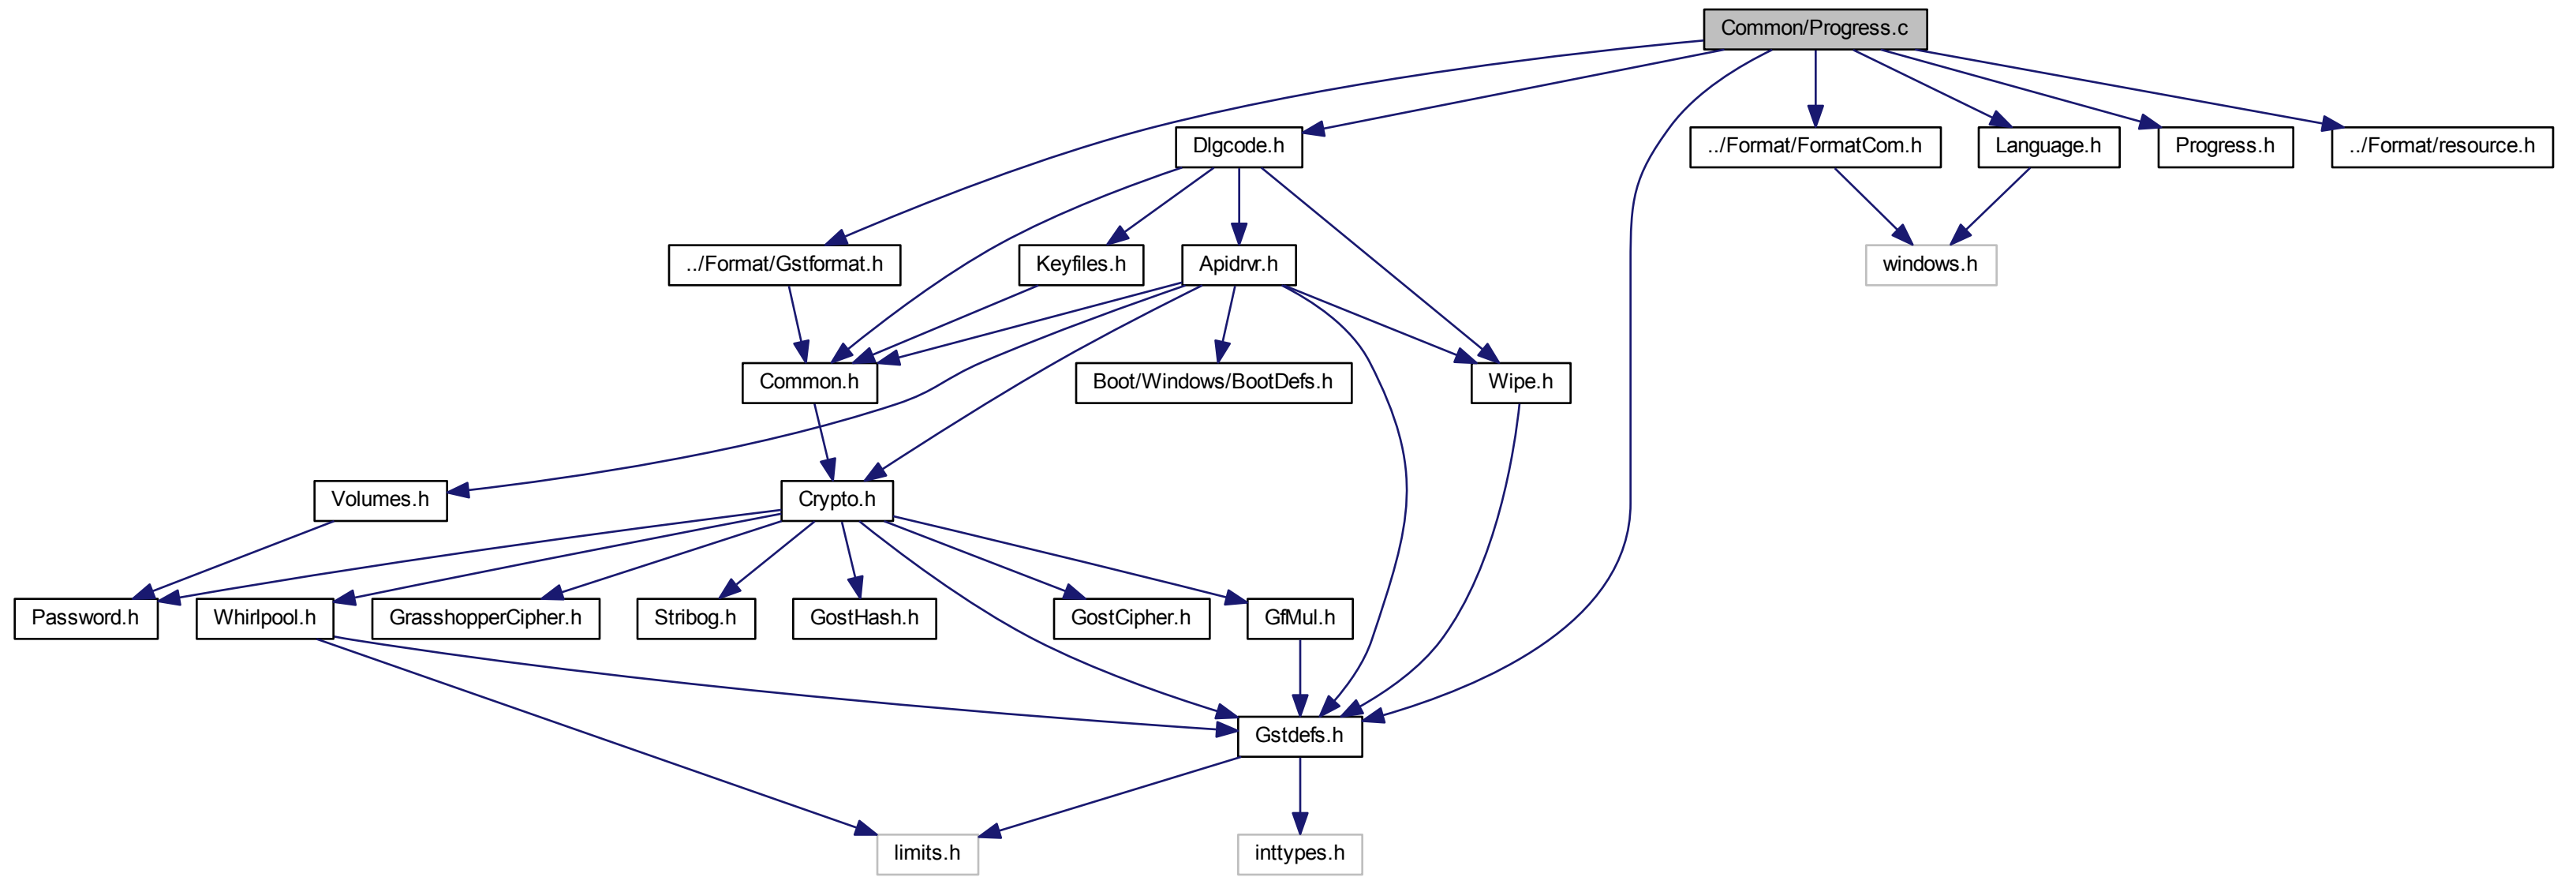 Common/Progress.c
Dlgcode.h
../Format/FormatCom.h
Language.h
Progress.h
../Format/resource.h
../Format/Gstformat.h
Keyfiles.h
Apidrvr.h
windows.h
Common.h
Boot/Windows/BootDefs.h
Wipe.h
Volumes.h
Crypto.h
Password.h
Whirlpool.h
GrasshopperCipher.h
Stribog.h
GostHash.h
GostCipher.h
GfMul.h
Gstdefs.h
limits.h
inttypes.h